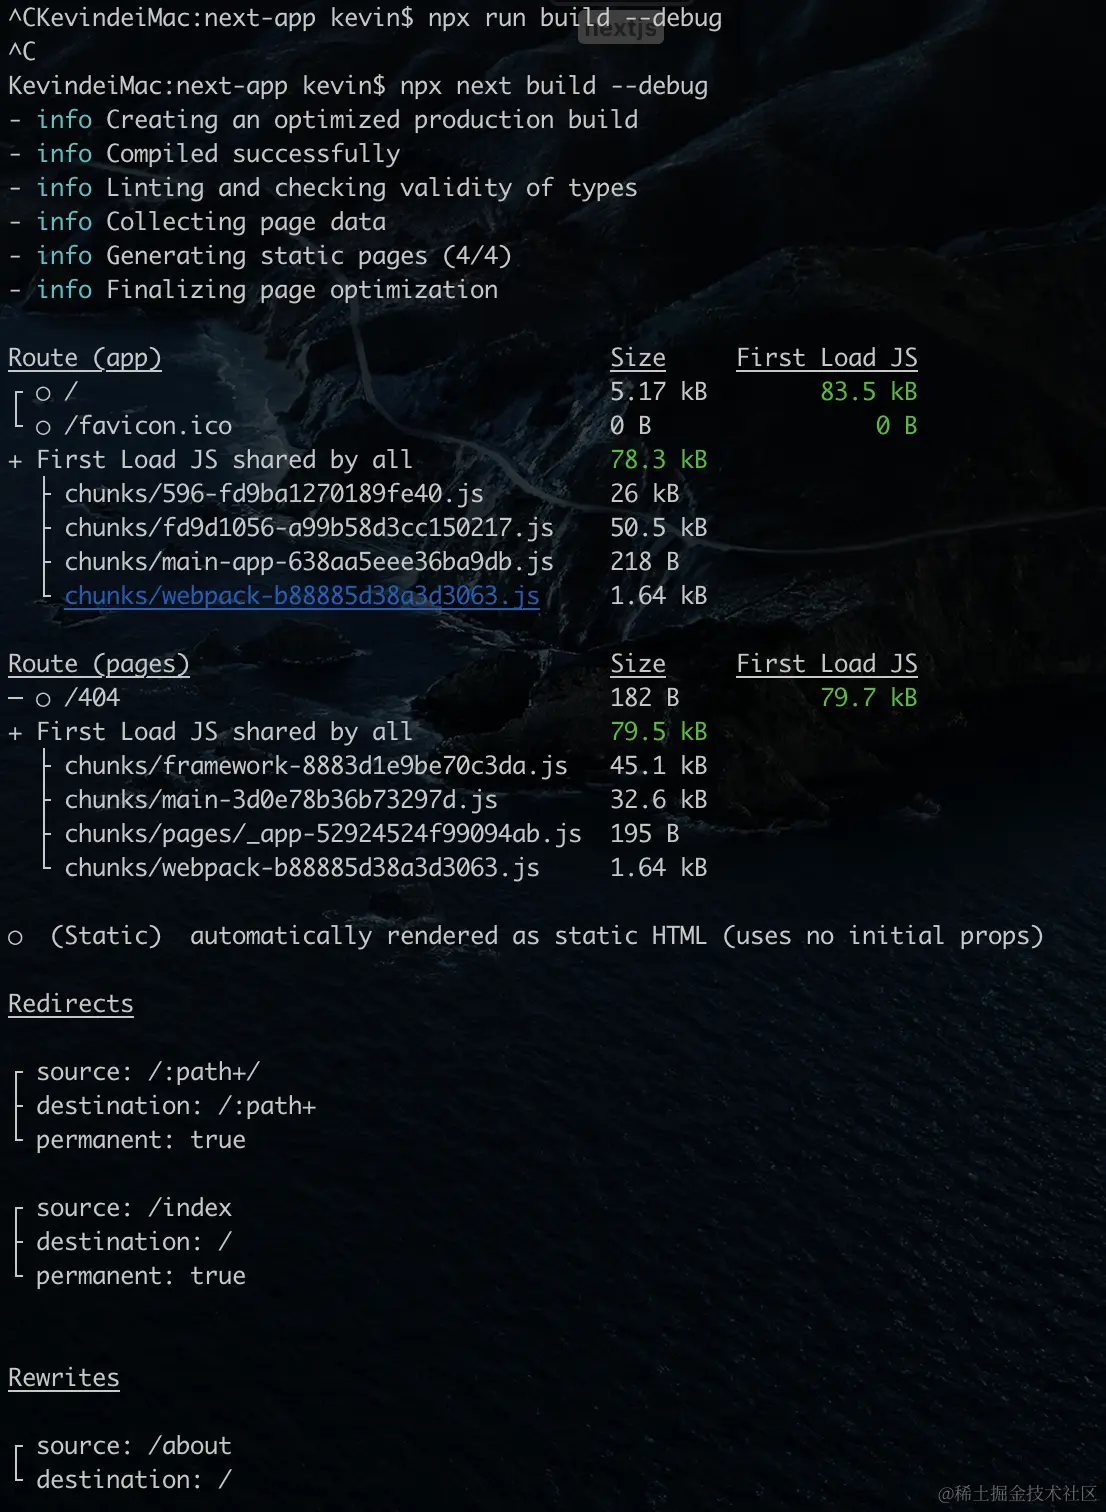 ^CKevindeiMac:next-app kevin$ npx run build --debug
nextjs
^C
KevindeiMac:next-app kevin$ npx next build --debug
- info Creating an optimized production build
- info Compiled successfully
- info Linting and checking validity of types
- info Collecting page data
- info Generating static pages (4/4)
- info Finalizing page optimization
Route (app) Size First Load JS
┌ ○ / 5.17 kB 83.5 kB
└ ○ /favicon.ico 0 B 0 B
+ First Load JS shared by all 78.3 kB
├ chunks/596-fd9ba1270189fe40.js 26 kB
├ chunks/fd9d1056-a99b58d3cc150217.js 50.5 kB
├ chunks/main-app-638aa5eee36ba9db.js 218 B
└ chunks/webpack-b88885d38a3d3063.js 1.64 kB
Route (pages) Size First Load JS
─ ○ /404 182 B 79.7 kB
+ First Load JS shared by all 79.5 kB
├ chunks/framework-8883d1e9be70c3da.js 45.1 kB
├ chunks/main-3d0e78b36b73297d.js 32.6 kB
├ chunks/pages/_app-52924524f99094ab.js 195 B
└ chunks/webpack-b88885d38a3d3063.js 1.64 kB
○ (Static) automatically rendered as static HTML (uses no initial props)
Redirects
┌ source: /:path+/
├ destination: /:path+
└ permanent: true
┌ source: /index
├ destination: /
└ permanent: true
Rewrites
┌ source: /about
└ destination: /
@稀土掘金技术社区